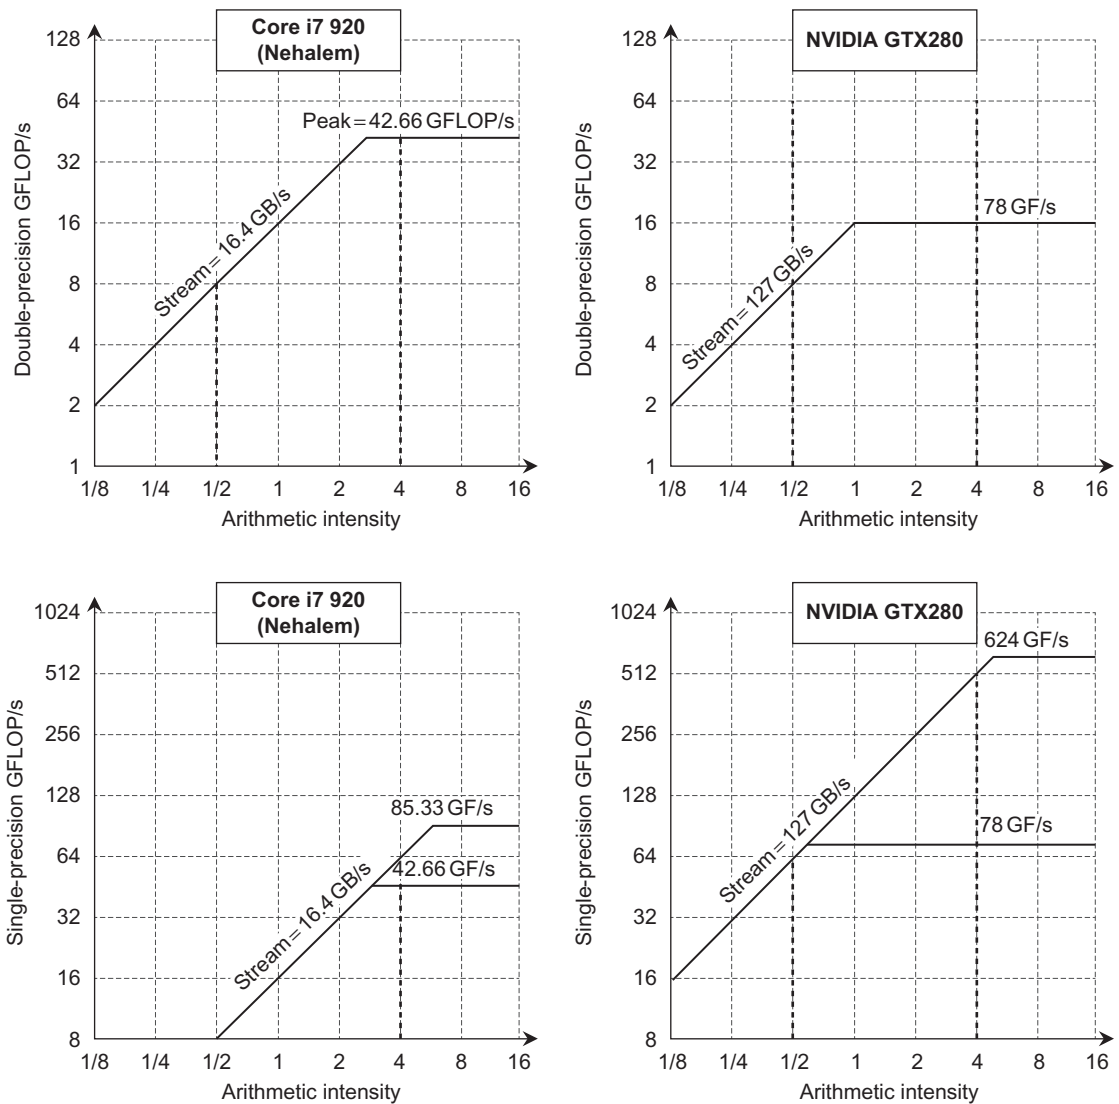 Core i7 920
(Nehalem)
128
64
32
16
8
4
2
1
Double-precision GFLOP/s
Peak=42.66 GFLOP/s
Stream=16.4 GB/s
1/8 1/4 1/2 1 2 4 8 16
Arithmetic intensity
NVIDIA GTX280
128
64
32
16
8
4
2
1
Double-precision GFLOP/s
78 GF/s
Stream=127 GB/s
1/8 1/4 1/2 1 2 4 8 16
Arithmetic intensity
Core i7 920
(Nehalem)
1024
512
256
128
64
32
16
8
Single-precision GFLOP/s
85.33 GF/s
42.66 GF/s
Stream=16.4 GB/s
1/8 1/4 1/2 1 2 4 8 16
Arithmetic intensity
NVIDIA GTX280
1024
512
256
128
64
32
16
8
Single-precision GFLOP/s
624 GF/s
78 GF/s
Stream=127 GB/s
1/8 1/4 1/2 1 2 4 8 16
Arithmetic intensity